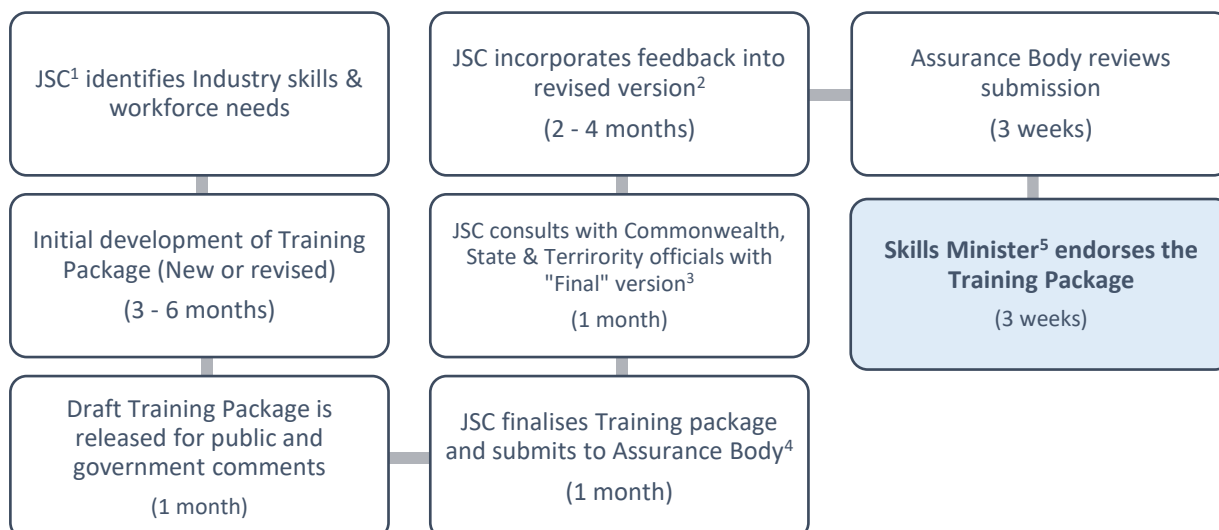 JSC¹ identifies Industry skills &
workforce needs
Initial development of Training
Package (New or revised)
(3 - 6 months)
Draft Training Package is
released for public and
government comments
(1 month)
JSC incorporates feedback into
revised version²
(2 - 4 months)
JSC consults with Commonwealth,
State & Terrirority officials with
"Final" version³
(1 month)
JSC finalises Training package
and submits to Assurance Body⁴
(1 month)
Assurance Body reviews
submission
(3 weeks)
Skills Minister⁵ endorses the
Training Package
(3 weeks)